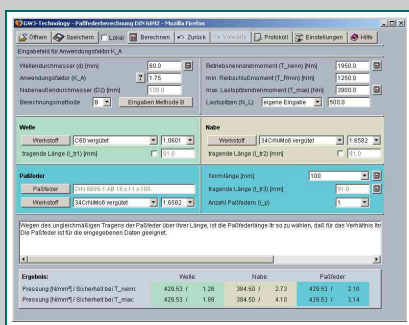 GWJ-Technology - Paßfederberechnung DIN 6892 - Mozilla Firefox
Öffnen Speichern Lokal Berechnen Zurück Vorwärts Protokoll Einstellungen Hilfe
Eingabefeld für Anwendungsfaktor K_A
Wellendurchmesser (d) [mm] 60.0 Betriebsnenndrehmoment (T_nenn) [Nm] 1950.0
Anwendungsfaktor (K_A) ? 1.75 min. Reibschlußmoment (T_Rmin) [Nm] 1250.0
Nabenaußendurchmesser (D2) [mm] 120.0 max. Lastspitzendrehmoment (T_max) [Nm] 3900.0
Berechnungsmethode B Eingaben Methode B Lastspitzen (N_L) eigene Eingabe 500.0
Welle Nabe
Werkstoff C60 vergütet 1.0601 Werkstoff 34CrNiMo6 vergütet 1.6582
tragende Länge (l_tr1) [mm] 91.0 tragende Länge (l_tr2) [mm] 91.0
Paßfeder Normlänge [mm] 100
Paßfeder DIN 6885-1 AB 18 x 11 x 100 tragende Länge (l_tr) [mm] 91.0
Werkstoff 34CrNiMo6 vergütet 1.6582 Anzahl Paßfedern (i_p) 1
Wegen des ungleichmäßigen Tragens der Paßfeder über ihrer Länge, ist die Paßfederlänge ltr so zu wählen, daß für das Verhältnis ltr
Die Paßfeder ist für die eingegebenen Daten geeignet.
Ergebnis: Welle: Nabe: Paßfeder:
Pressung [N/mm²] / Sicherheit bei T_nenn: 429.53 / 1.26 384.50 / 2.73 429.53 / 2.10
Pressung [N/mm²] / Sicherheit bei T_max: 429.53 / 1.89 384.50 / 4.10 429.53 / 3.14